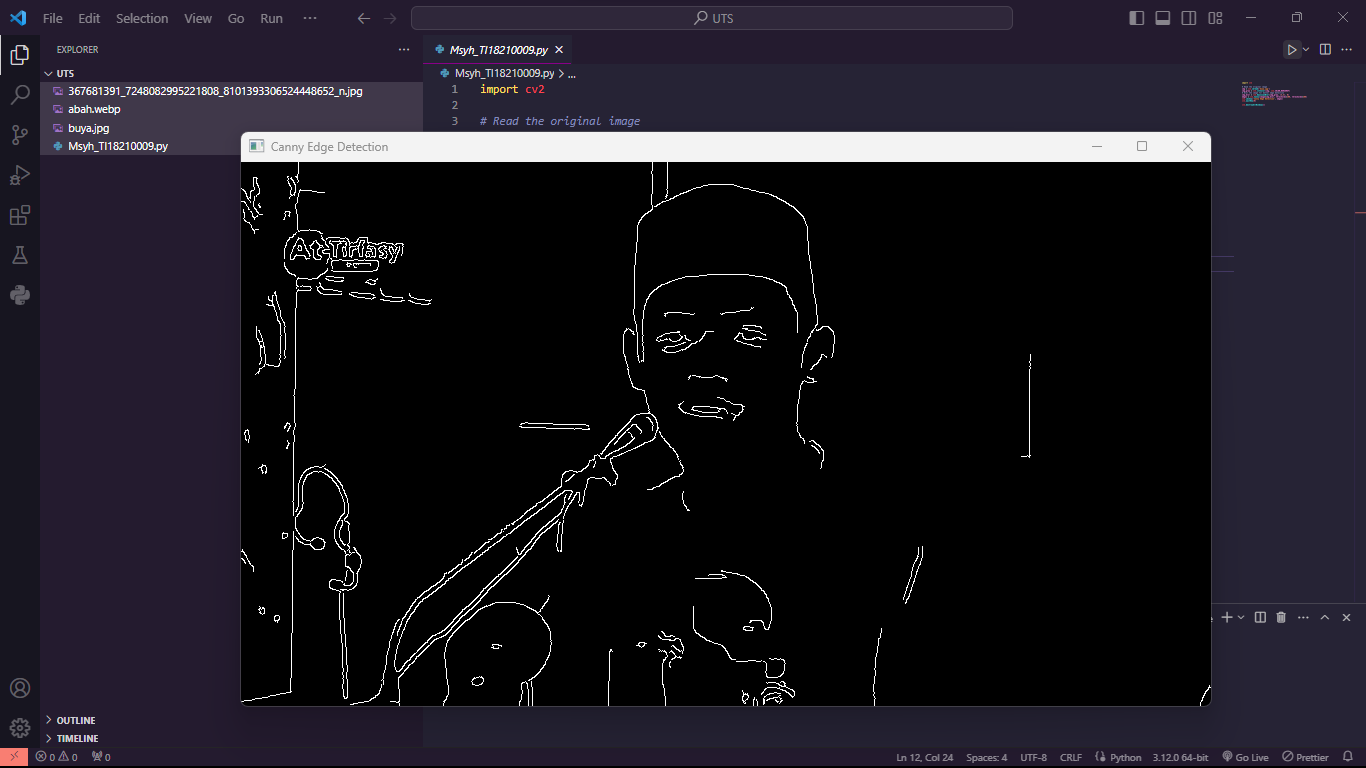 File Edit Selection View Go Run ···
UTS
EXPLORER
UTS
367681391_7248082995221808_8101393306524448652_n.jpg
abah.webp
buya.jpg
Msyh_TI18210009.py
Msyh_TI18210009.py
Msyh_TI18210009.py > ...
1 import cv2
2
3 # Read the original image
Canny Edge Detection
At-Tirmsy
OUTLINE
TIMELINE
0 0 0
Ln 12, Col 24 Spaces: 4 UTF-8 CRLF Python 3.12.0 64-bit Go Live Prettier